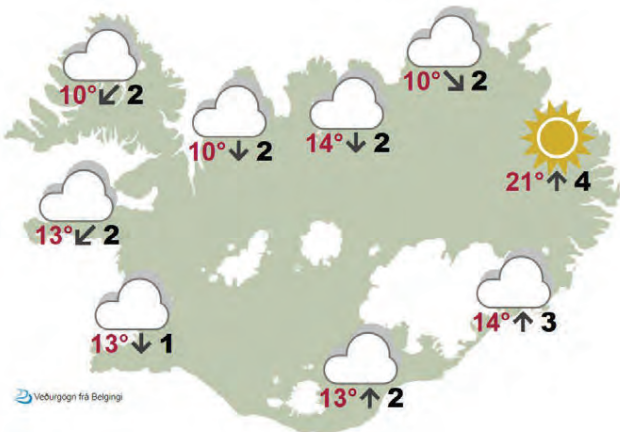 10° ↙ 2
10° ↘ 2
10° ↓ 2
14° ↓ 2
21° ↑ 4
13° ↙ 2
14° ↑ 3
13° ↓ 1
13° ↑ 2
Veðurgögn frá Belgingi